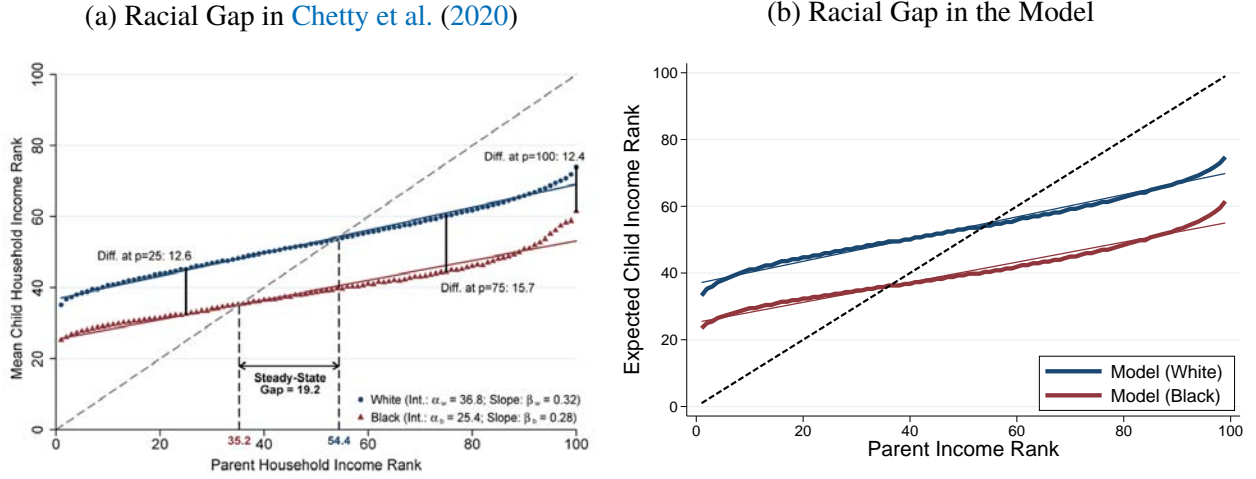 (a) Racial Gap in Chetty et al. (2020)
100
80
60
40
20
0
Mean Child Household Income Rank
Diff. at p=100: 12.4
Diff. at p=25: 12.6
Diff. at p=75: 15.7
Steady-State
Gap = 19.2
White (Int.: αw = 36.8; Slope: βw = 0.32)
Black (Int.: αb = 25.4; Slope: βb = 0.28)
0 20 40 60 80 100
35.2 54.4
Parent Household Income Rank
(b) Racial Gap in the Model
100
80
60
40
20
0
Expected Child Income Rank
Model (White)
Model (Black)
0 20 40 60 80 100
Parent Income Rank